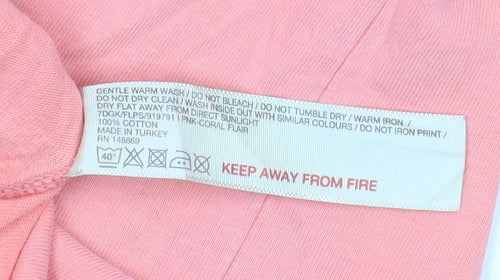 GENTLE WARM WASH / DO NOT BLEACH / DO NOT TUMBLE DRY / WARM IRON /
DO NOT DRY CLEAN / WASH INSIDE OUT WITH SIMILAR COLOURS / DO NOT IRON PRINT /
DRY FLAT AWAY FROM DIRECT SUNLIGHT
7DGK/FLPS/919791 | PNK-CORAL FLAIR
100% COTTON
MADE IN TURKEY
RN 148869
40°
KEEP AWAY FROM FIRE